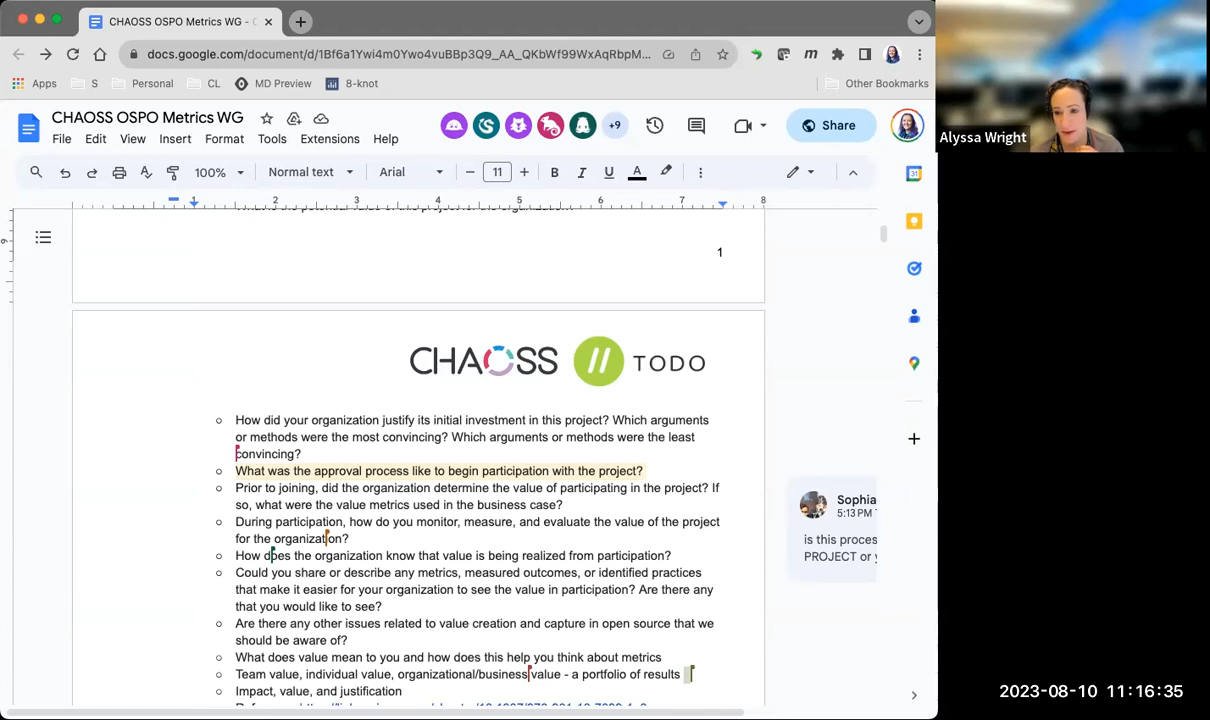 CHAOSS OSPO Metrics WG - C
docs.google.com/document/d/1Bf6a1Ywi4m0Ywo4vuBBp3Q9_AA_QKbWf99WxAqRbpM...
Apps
S
Personal
CL
MD Preview
8-knot
Other Bookmarks
CHAOSS OSPO Metrics WG
File Edit View Insert Format Tools Extensions Help
+9
Share
Alyssa Wright
100%
Normal text
Arial
11
B I U A
31
1 2 3 4 5 6 7 8
9
1
CHAOSS TODO
How did your organization justify its initial investment in this project? Which arguments
or methods were the most convincing? Which arguments or methods were the least
convincing?
What was the approval process like to begin participation with the project?
Prior to joining, did the organization determine the value of participating in the project? If
so, what were the value metrics used in the business case?
During participation, how do you monitor, measure, and evaluate the value of the project
for the organization?
How does the organization know that value is being realized from participation?
Could you share or describe any metrics, measured outcomes, or identified practices
that make it easier for your organization to see the value in participation? Are there any
that you would like to see?
Are there any other issues related to value creation and capture in open source that we
should be aware of?
What does value mean to you and how does this help you think about metrics
Team value, individual value, organizational/business value - a portfolio of results
Impact, value, and justification
Sophia
5:13 PM
is this proces
PROJECT or y
2023-08-10 11:16:35